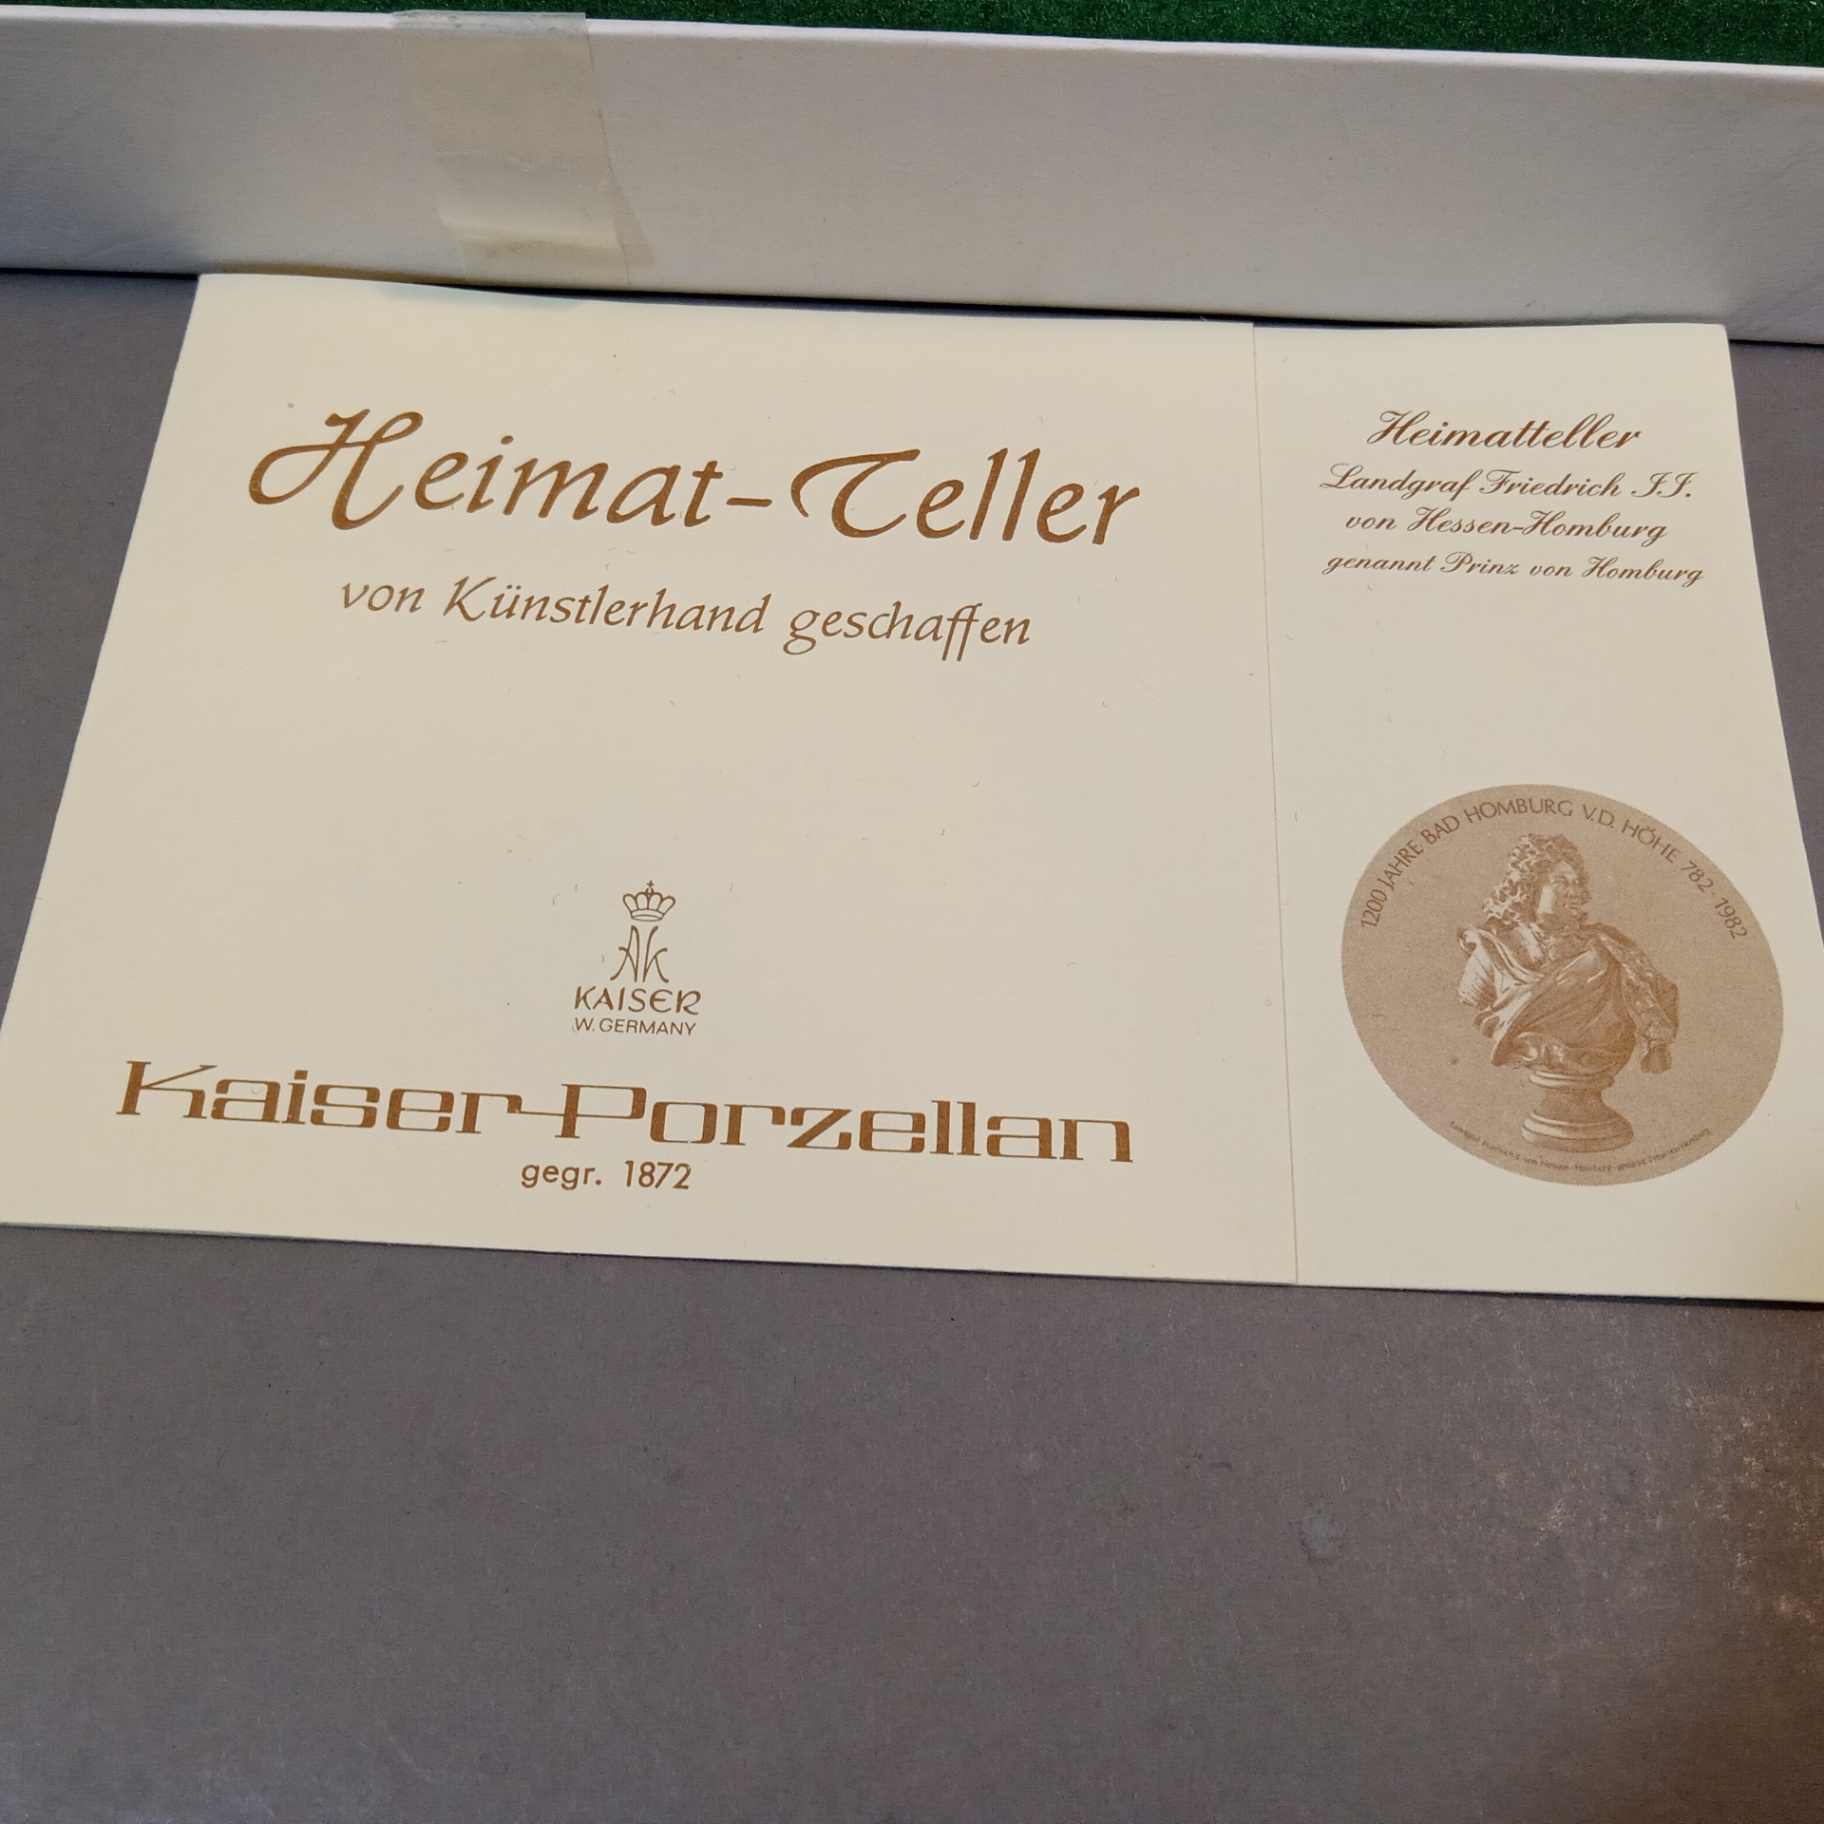 Heimat-Teller
von Künstlerhand geschaffen
AK
KAISER
W. GERMANY
Kaiser-Porzellan
gegr. 1872
Heimatteller
Landgraf Friedrich II.
von Hessen-Homburg
genannt Prinz von Homburg
1200 JAHRE BAD HOMBURG V.D. HÖHE 782-1982